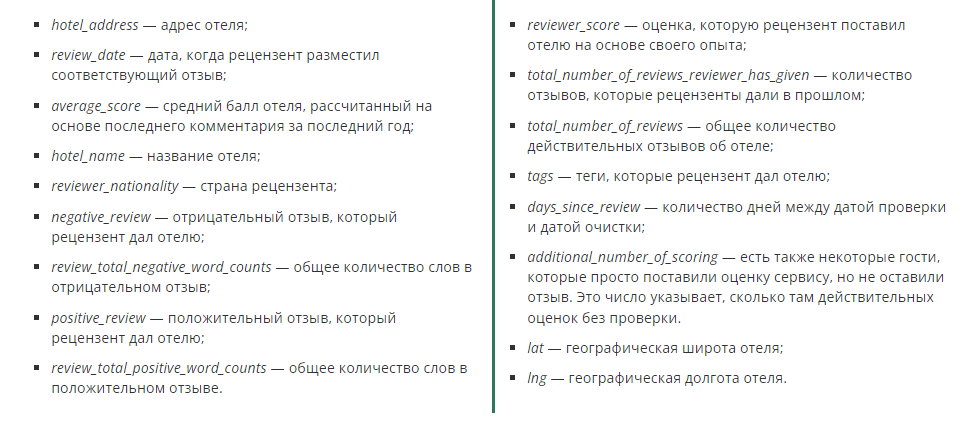 ▪ hotel_address — адрес отеля;
▪ review_date — дата, когда рецензент разместил
соответствующий отзыв;
▪ average_score — средний балл отеля, рассчитанный на
основе последнего комментария за последний год;
▪ hotel_name — название отеля;
▪ reviewer_nationality — страна рецензента;
▪ negative_review — отрицательный отзыв, который
рецензент дал отелю;
▪ review_total_negative_word_counts — общее количество слов в
отрицательном отзыв;
▪ positive_review — положительный отзыв, который
рецензент дал отелю;
▪ review_total_positive_word_counts — общее количество слов в
положительном отзыве.
▪ reviewer_score — оценка, которую рецензент поставил
отелю на основе своего опыта;
▪ total_number_of_reviews_reviewer_has_given — количество
отзывов, которые рецензенты дали в прошлом;
▪ total_number_of_reviews — общее количество
действительных отзывов об отеле;
▪ tags — теги, которые рецензент дал отелю;
▪ days_since_review — количество дней между датой проверки
и датой очистки;
▪ additional_number_of_scoring — есть также некоторые гости,
которые просто поставили оценку сервису, но не оставили
отзыв. Это число указывает, сколько там действительных
оценок без проверки.
▪ lat — географическая широта отеля;
▪ lng — географическая долгота отеля.